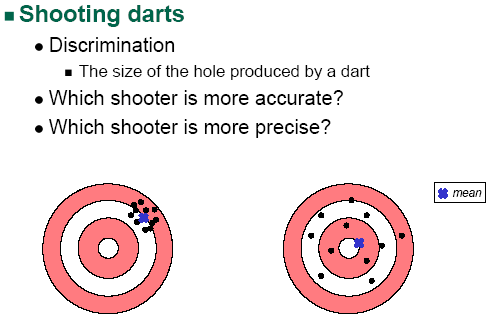 Shooting darts
Discrimination
The size of the hole produced by a dart
Which shooter is more accurate?
Which shooter is more precise?
mean